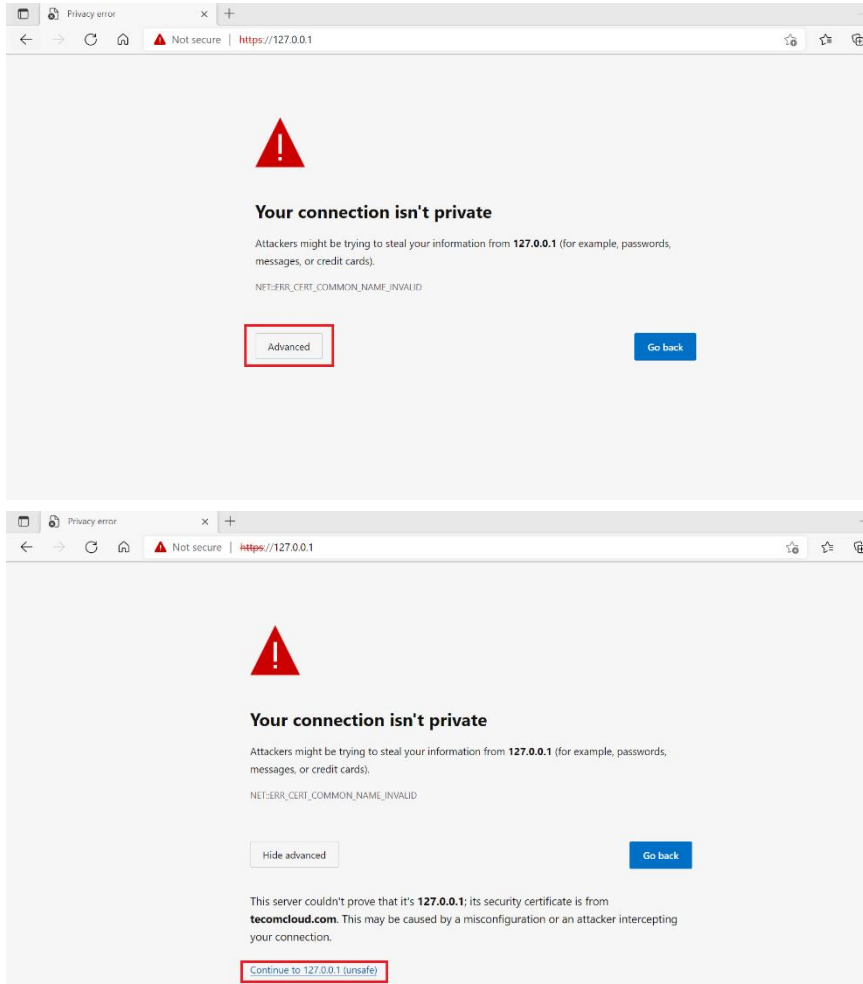 Privacy error
Not secure | https://127.0.0.1
Your connection isn't private
Attackers might be trying to steal your information from 127.0.0.1 (for example, passwords,
messages, or credit cards).
NET::ERR_CERT_COMMON_NAME_INVALID
Advanced
Go back
Privacy error
Not secure | https://127.0.0.1
Your connection isn't private
Attackers might be trying to steal your information from 127.0.0.1 (for example, passwords,
messages, or credit cards).
NET::ERR_CERT_COMMON_NAME_INVALID
Hide advanced
Go back
This server couldn't prove that it's 127.0.0.1; its security certificate is from
tecomcloud.com. This may be caused by a misconfiguration or an attacker intercepting
your connection.
Continue to 127.0.0.1 (unsafe)